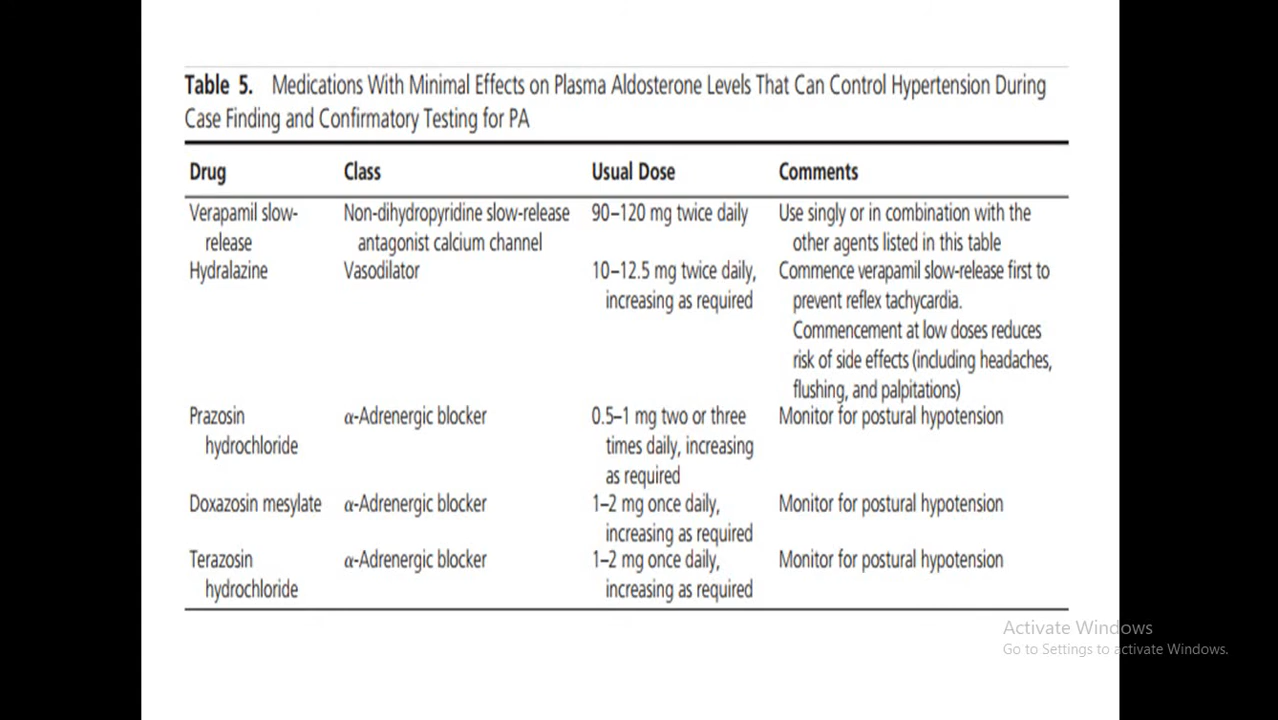 Table 5. Medications With Minimal Effects on Plasma Aldosterone Levels That Can Control Hypertension During
Case Finding and Confirmatory Testing for PA
Drug Class Usual Dose Comments
Verapamil slow- Non-dihydropyridine slow-release 90–120 mg twice daily Use singly or in combination with the
release antagonist calcium channel other agents listed in this table
Hydralazine Vasodilator 10–12.5 mg twice daily, Commence verapamil slow-release first to
increasing as required prevent reflex tachycardia.
Commencement at low doses reduces
risk of side effects (including headaches,
flushing, and palpitations)
Prazosin α-Adrenergic blocker 0.5–1 mg two or three Monitor for postural hypotension
hydrochloride times daily, increasing
as required
Doxazosin mesylate α-Adrenergic blocker 1–2 mg once daily, Monitor for postural hypotension
increasing as required
Terazosin α-Adrenergic blocker 1–2 mg once daily, Monitor for postural hypotension
hydrochloride increasing as required
Activate Windows
Go to Settings to activate Windows.